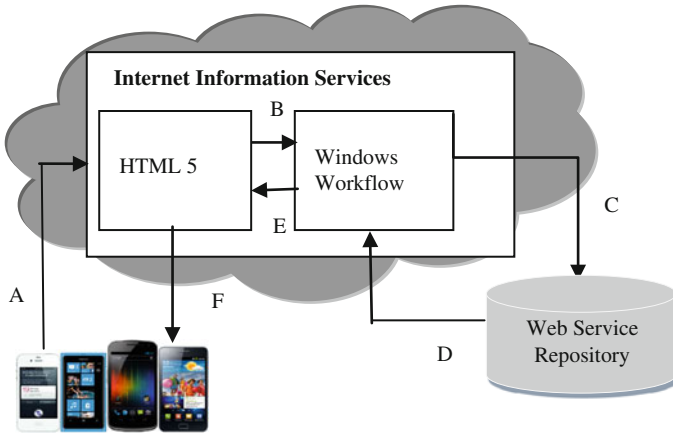 Internet Information Services
B
HTML 5
Windows
Workflow
E
C
A
F
D
Web Service
Repository